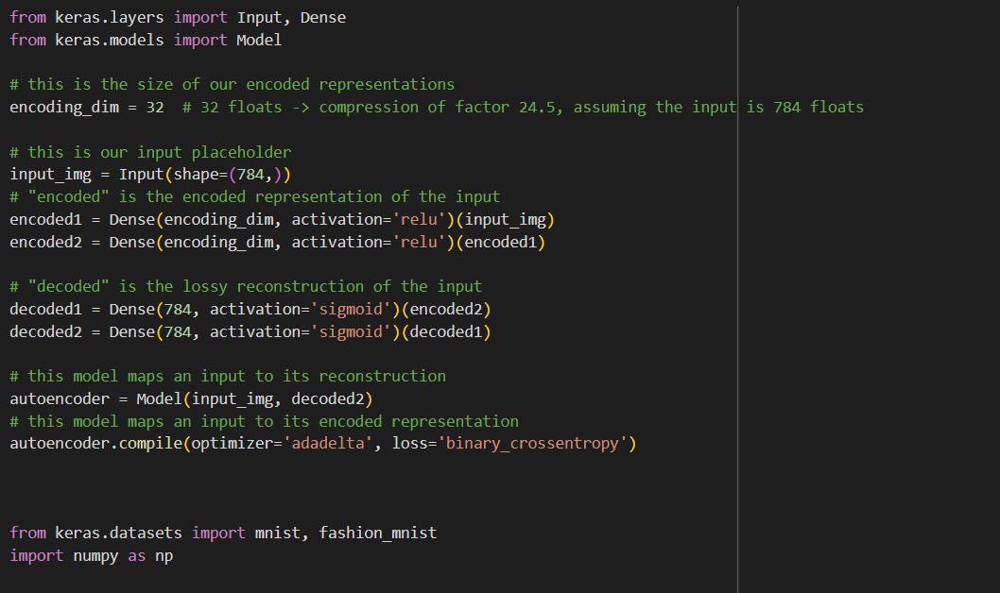 from keras.layers import Input, Dense
from keras.models import Model
# this is the size of our encoded representations
encoding_dim = 32  # 32 floats -> compression of factor 24.5, assuming the input is 784 floats
# this is our input placeholder
input_img = Input(shape=(784,))
# "encoded" is the encoded representation of the input
encoded1 = Dense(encoding_dim, activation='relu')(input_img)
encoded2 = Dense(encoding_dim, activation='relu')(encoded1)
# "decoded" is the lossy reconstruction of the input
decoded1 = Dense(784, activation='sigmoid')(encoded2)
decoded2 = Dense(784, activation='sigmoid')(decoded1)
# this model maps an input to its reconstruction
autoencoder = Model(input_img, decoded2)
# this model maps an input to its encoded representation
autoencoder.compile(optimizer='adadelta', loss='binary_crossentropy')
from keras.datasets import mnist, fashion_mnist
import numpy as np